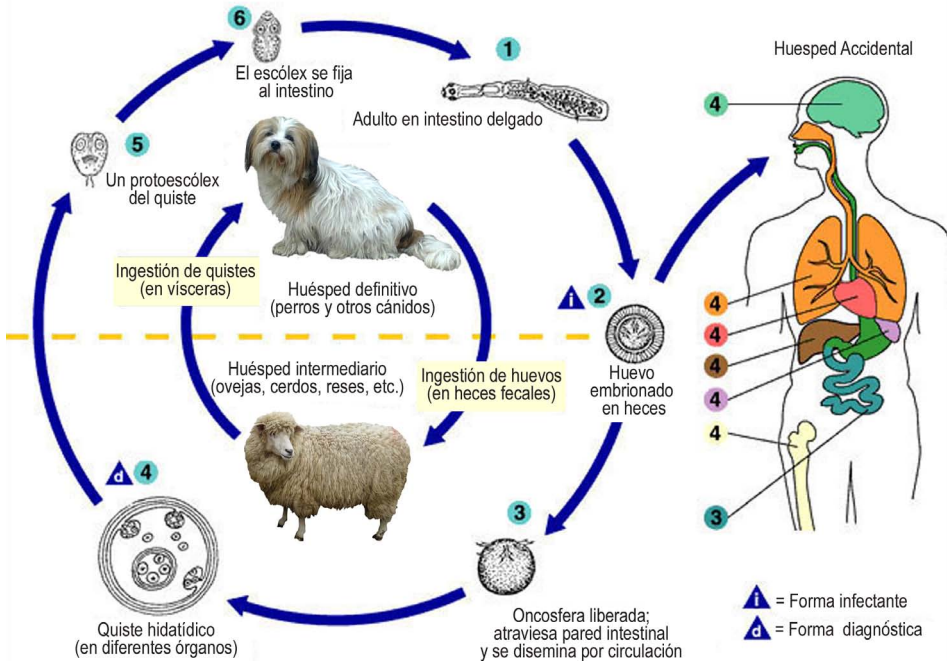 6
El escólex se fija
al intestino
1
Adulto en intestino delgado
Huesped Accidental
4
5
Un protoescólex
del quiste
Ingestión de quistes
(en vísceras)
Huésped definitivo
(perros y otros cánidos)
i 2
Huevo
embrionado
en heces
4
4
4
4
4
3
Huésped intermediario
(ovejas, cerdos, reses, etc.)
Ingestión de huevos
(en heces fecales)
d 4
Quiste hidatídico
(en diferentes órganos)
3
Oncosfera liberada;
atraviesa pared intestinal
y se disemina por circulación
i = Forma infectante
d = Forma diagnóstica